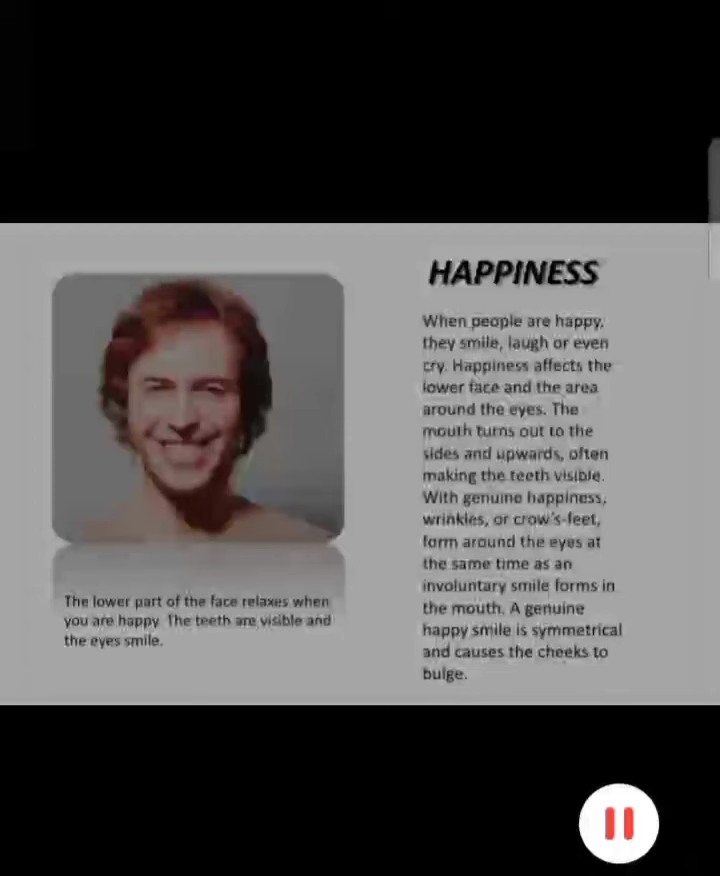 HAPPINESS
When people are happy,
they smile, laugh or even
cry. Happiness affects the
lower face and the area
around the eyes. The
mouth turns out to the
sides and upwards, often
making the teeth visible.
With genuine happiness,
wrinkles, or crow's-feet,
form around the eyes at
the same time as an
involuntary smile forms in
the mouth. A genuine
happy smile is symmetrical
and causes the cheeks to
bulge.
The lower part of the face relaxes when
you are happy. The teeth are visible and
the eyes smile.